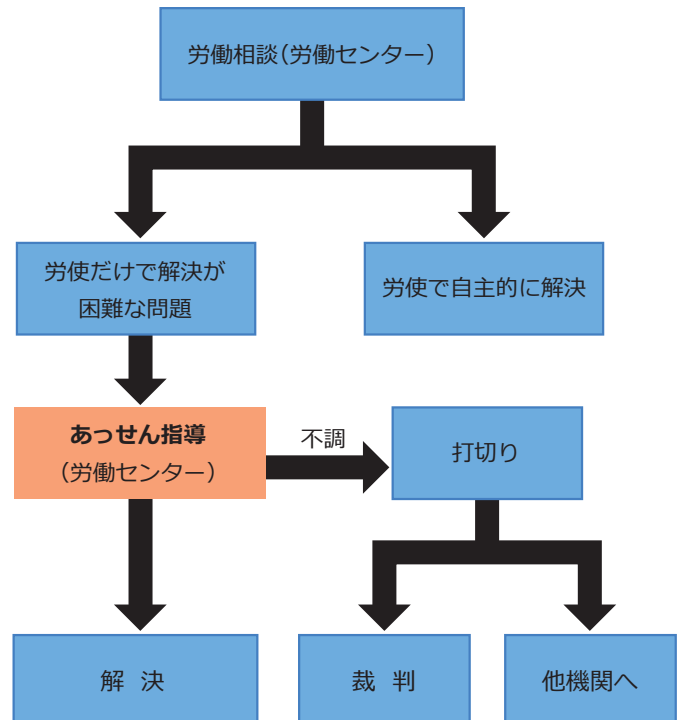 労働相談(労働センター)
労使だけで解決が
困難な問題
労使で自主的に解決
あっせん指導
(労働センター)
不調
打切り
解 決
裁 判
他機関へ